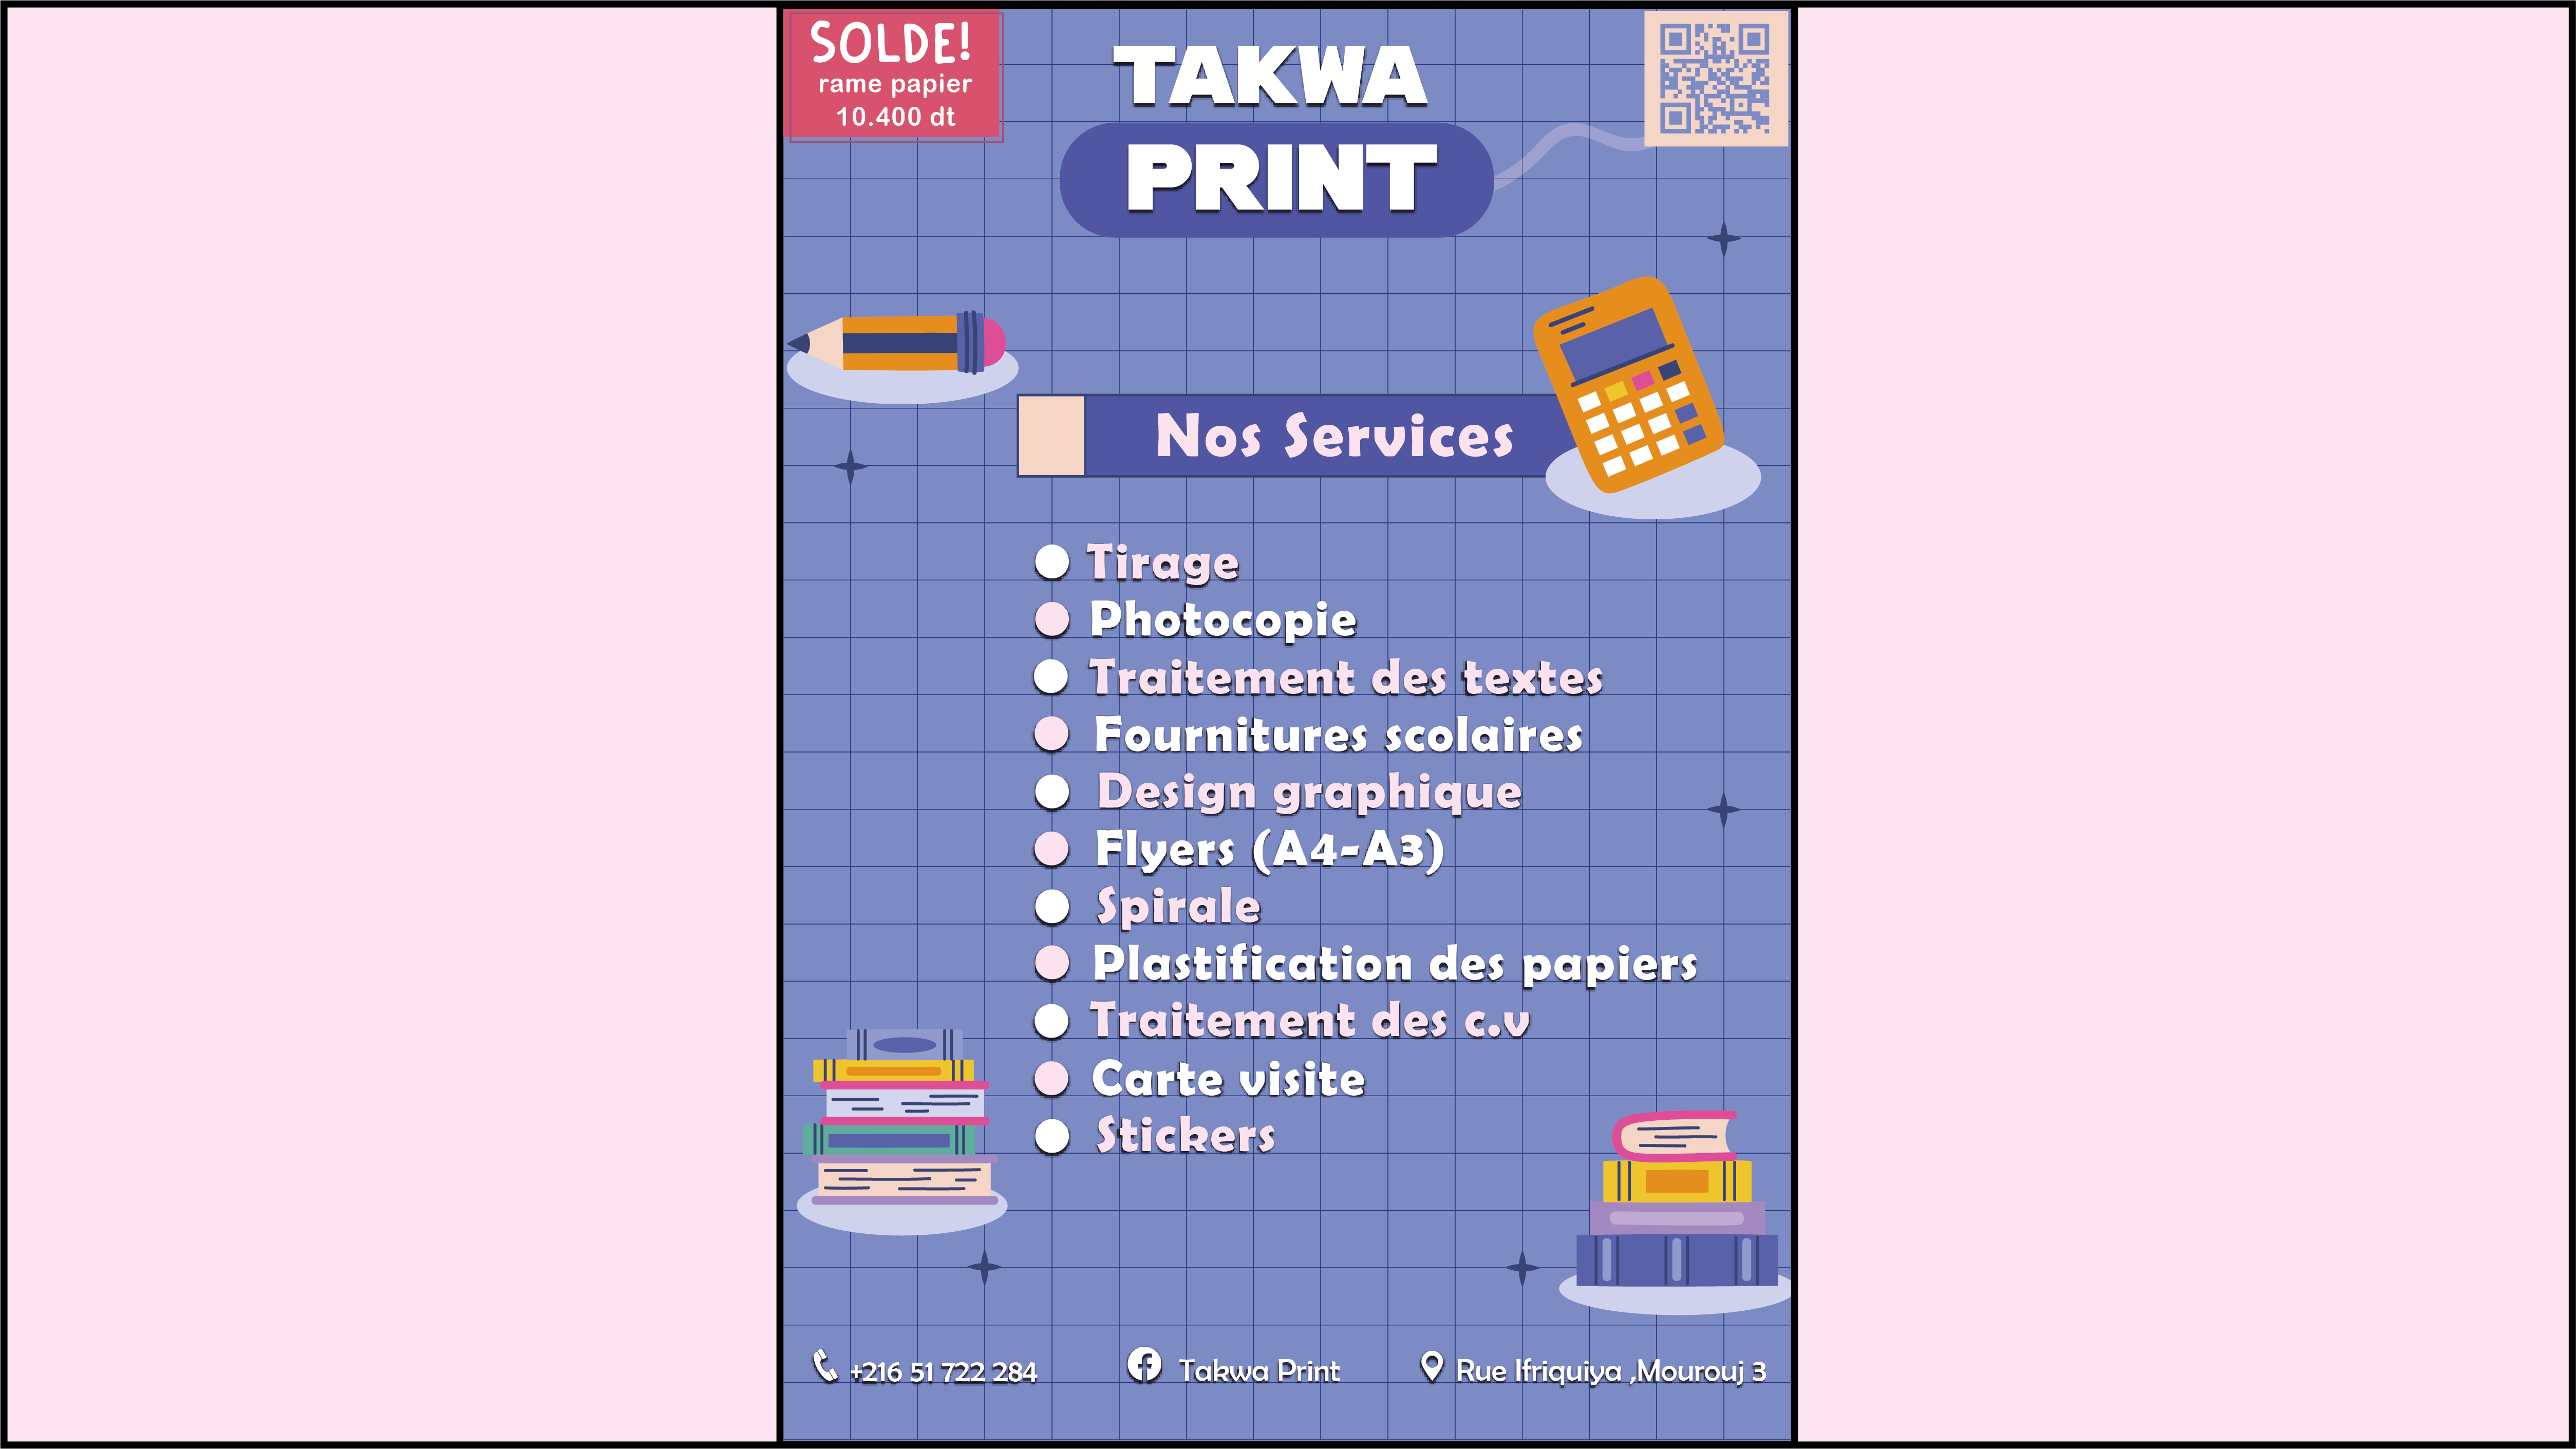 SOLDE!
rame papier
10.400 dt
TAKWA
PRINT
Nos Services
Tirage
Photocopie
Traitement des textes
Fournitures scolaires
Design graphique
Flyers (A4-A3)
Spirale
Plastification des papiers
Traitement des c.v
Carte visite
Stickers
+216 51 722 284
Takwa Print
Rue Ifriquiya ,Mourouj 3